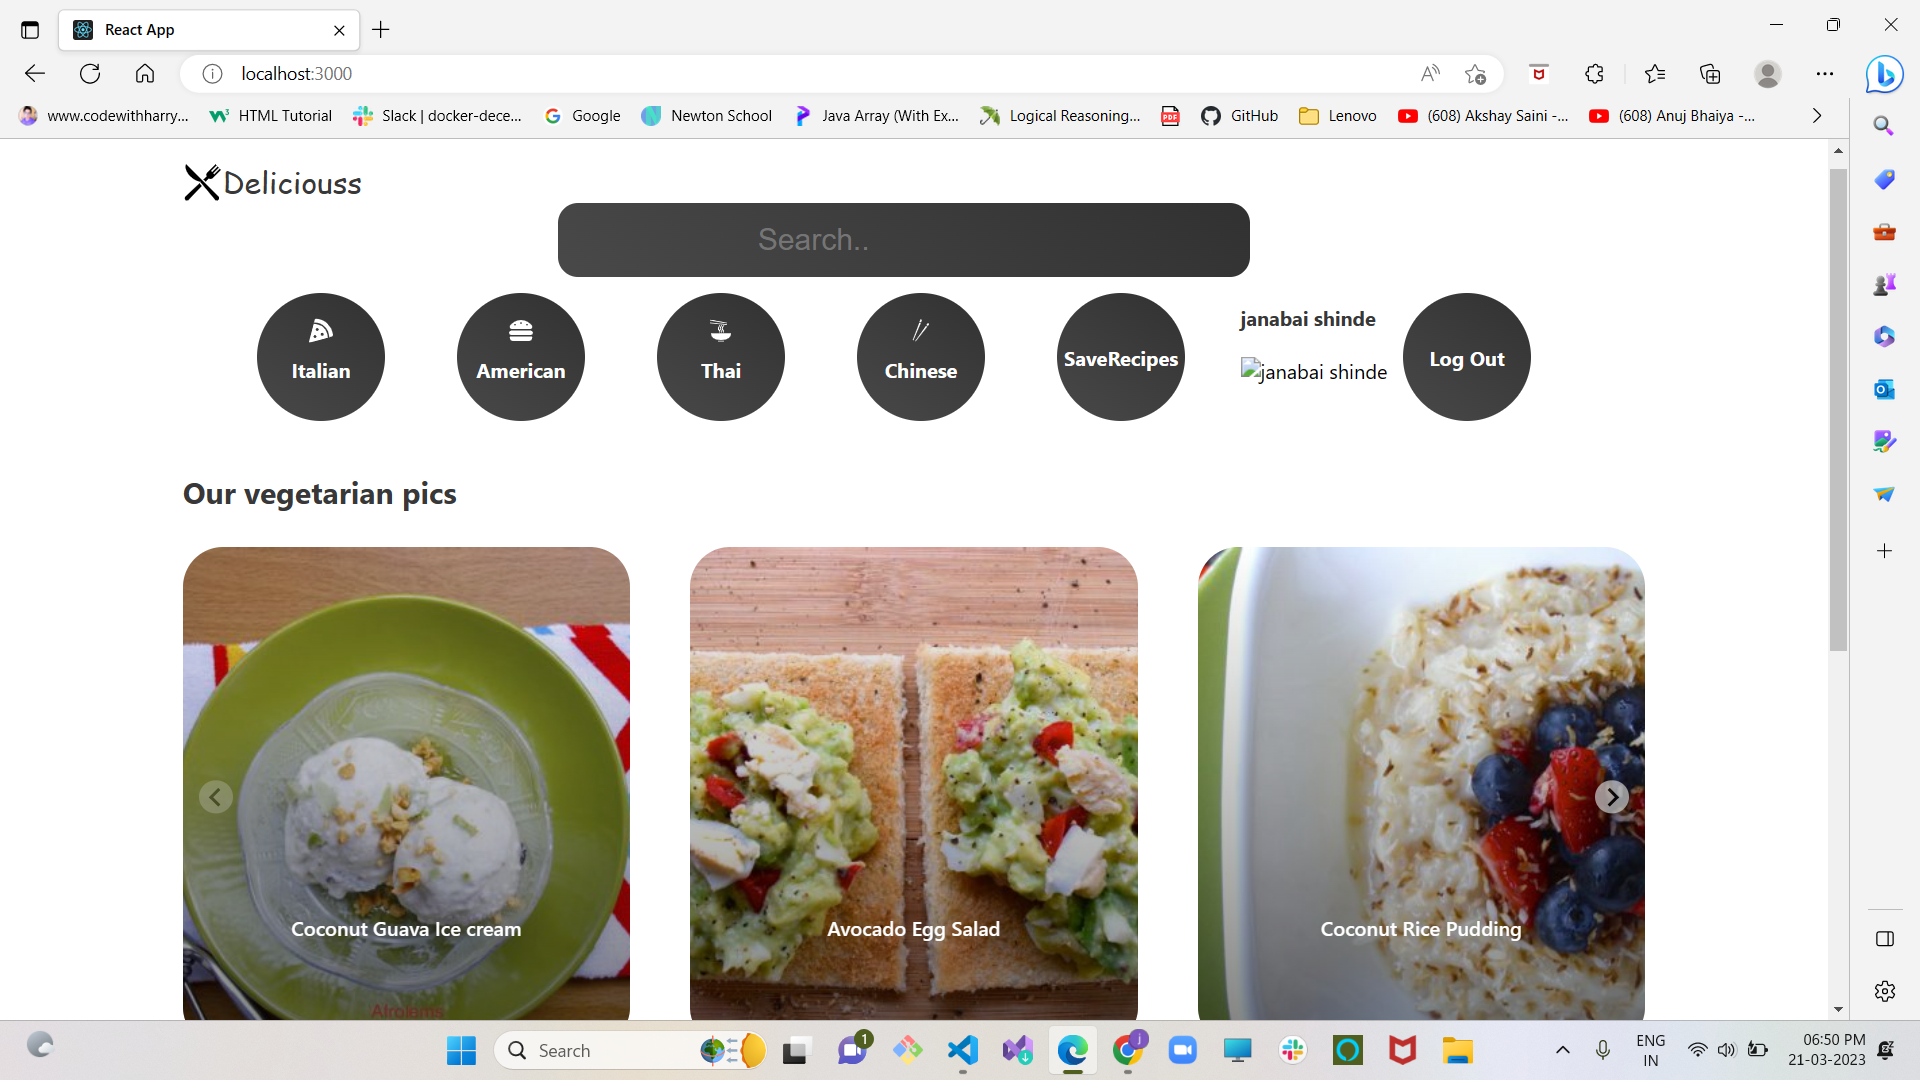 React App
localhost:3000
www.codewithharry... HTML Tutorial Slack | docker-dece... Google Newton School Java Array (With Ex... Logical Reasoning... PDF GitHub Lenovo (608) Akshay Saini -... (608) Anuj Bhaiya -...
Deliciouss
Search..
Italian American Thai Chinese SaveRecipes janabai shinde Log Out
janabai shinde
Our vegetarian pics
Coconut Guava Ice cream Avocado Egg Salad Coconut Rice Pudding
Afrolems
Search
1
j
ENG
IN
06:50 PM
21-03-2023